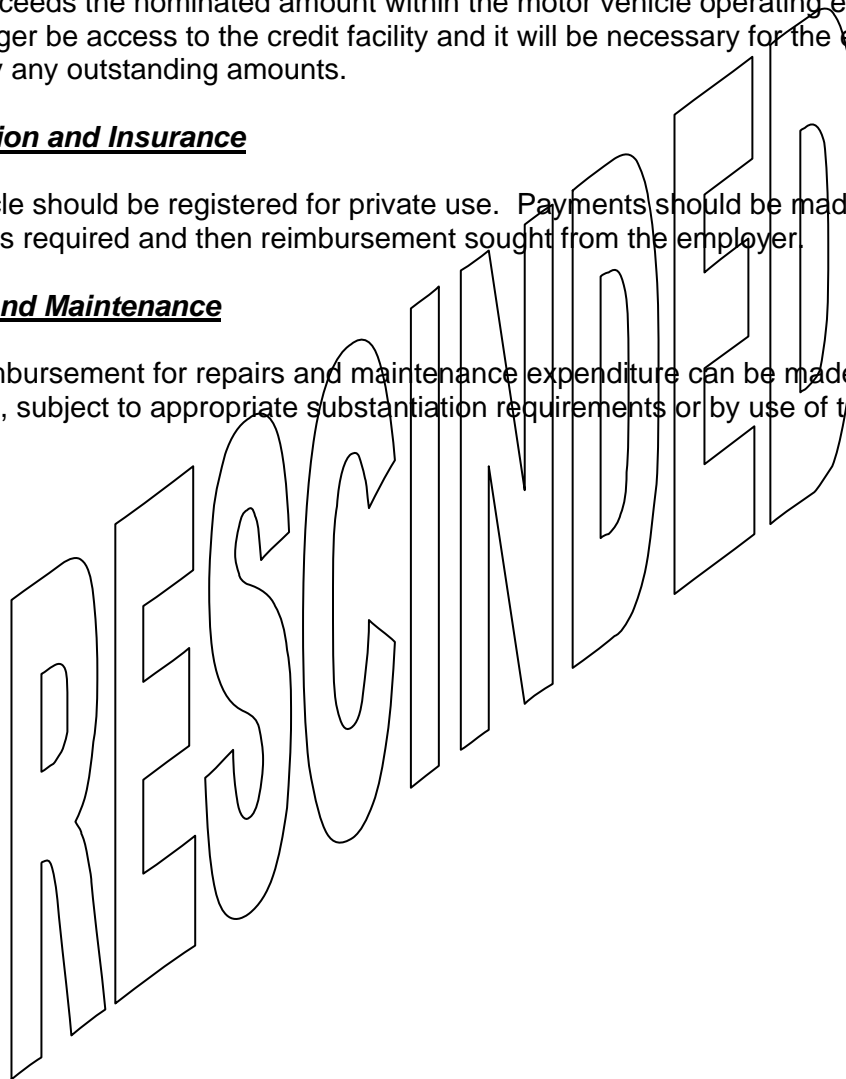 ceeds the nominated amount within the motor vehicle operating e
ger be access to the credit facility and it will be necessary for the e
y any outstanding amounts.
ion and Insurance
cle should be registered for private use. Payments should be mad
s required and then reimbursement sought from the employer.
nd Maintenance
nbursement for repairs and maintenance expenditure can be made
, subject to appropriate substantiation requirements or by use of t
RESCINDED